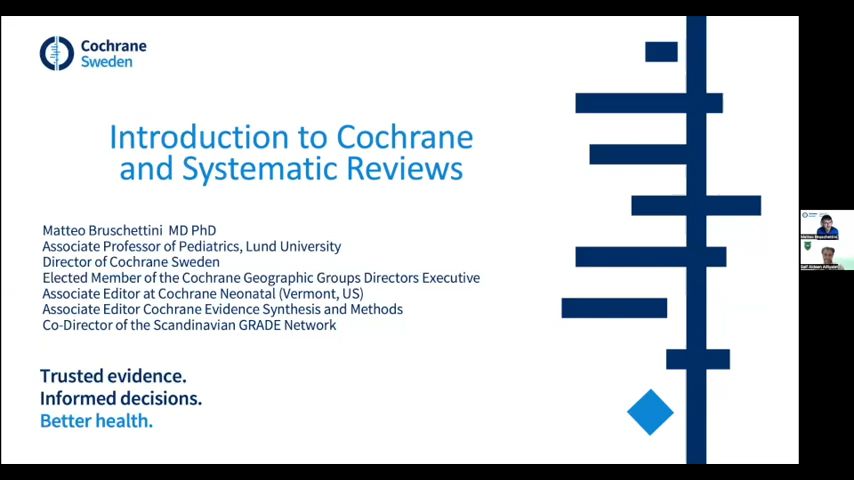 Cochrane
Sweden
Introduction to Cochrane
and Systematic Reviews
Matteo Bruschettini MD PhD
Associate Professor of Pediatrics, Lund University
Director of Cochrane Sweden
Elected Member of the Cochrane Geographic Groups Directors Executive
Associate Editor at Cochrane Neonatal (Vermont, US)
Associate Editor Cochrane Evidence Synthesis and Methods
Co-Director of the Scandinavian GRADE Network
Trusted evidence.
Informed decisions.
Better health.
Matteo Bruschettini